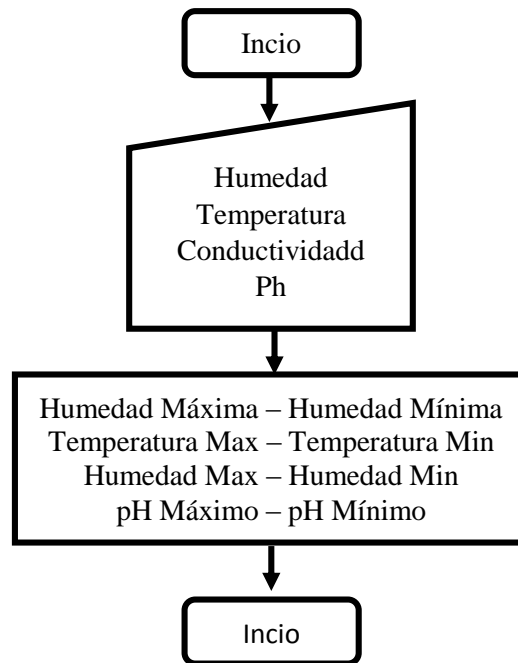 Incio
Humedad
Temperatura
Conductividadd
Ph
Humedad Máxima – Humedad Mínima
Temperatura Max – Temperatura Min
Humedad Max – Humedad Min
pH Máximo – pH Mínimo
Incio